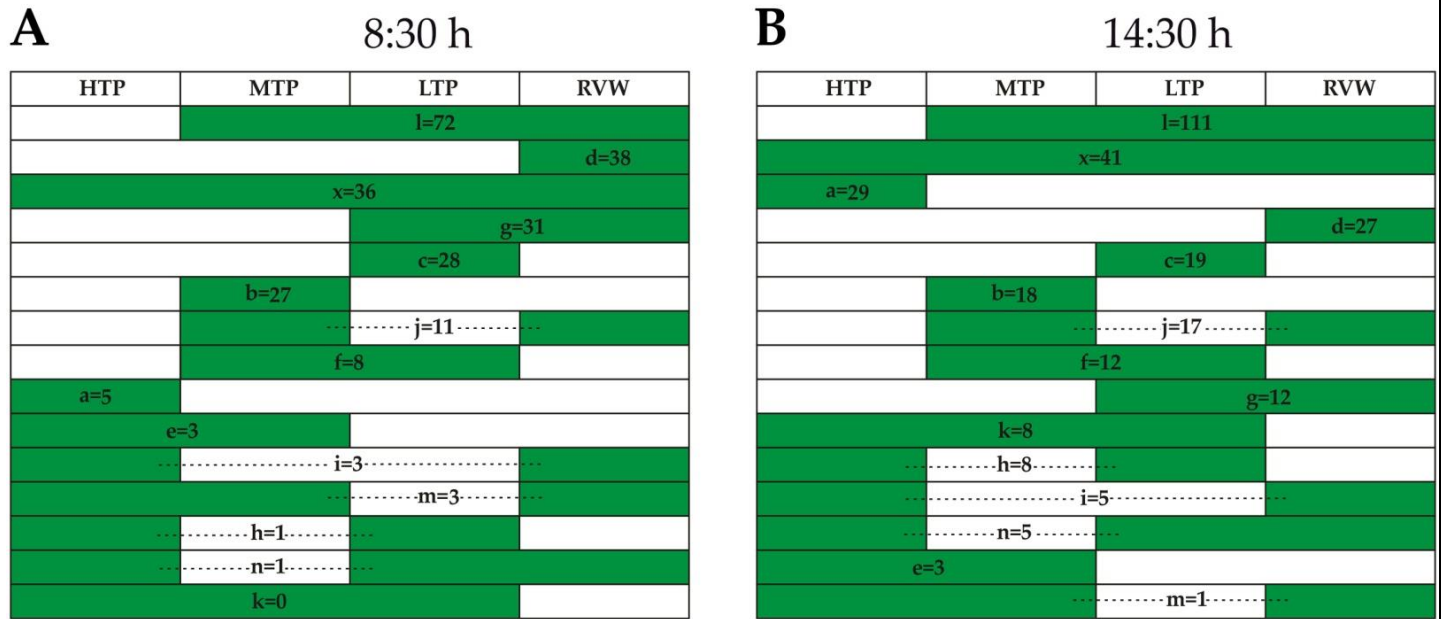 A 8:30 h
HTP MTP LTP RVW
l=72
d=38
x=36
g=31
c=28
b=27
j=11
f=8
a=5
e=3
i=3
m=3
h=1
n=1
k=0
B 14:30 h
HTP MTP LTP RVW
l=111
x=41
a=29
d=27
c=19
b=18
j=17
f=12
g=12
k=8
h=8
i=5
n=5
e=3
m=1